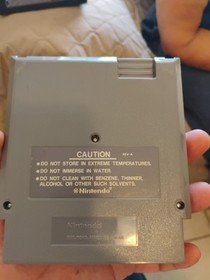 CAUTION
•DO NOT STORE IN EXTREME TEMPERATURES.
•DO NOT IMMERSE IN WATER.
•DO NOT CLEAN WITH BENZENE, THINNER,
ALCOHOL OR OTHER SUCH SOLVENTS.
Nintendo®